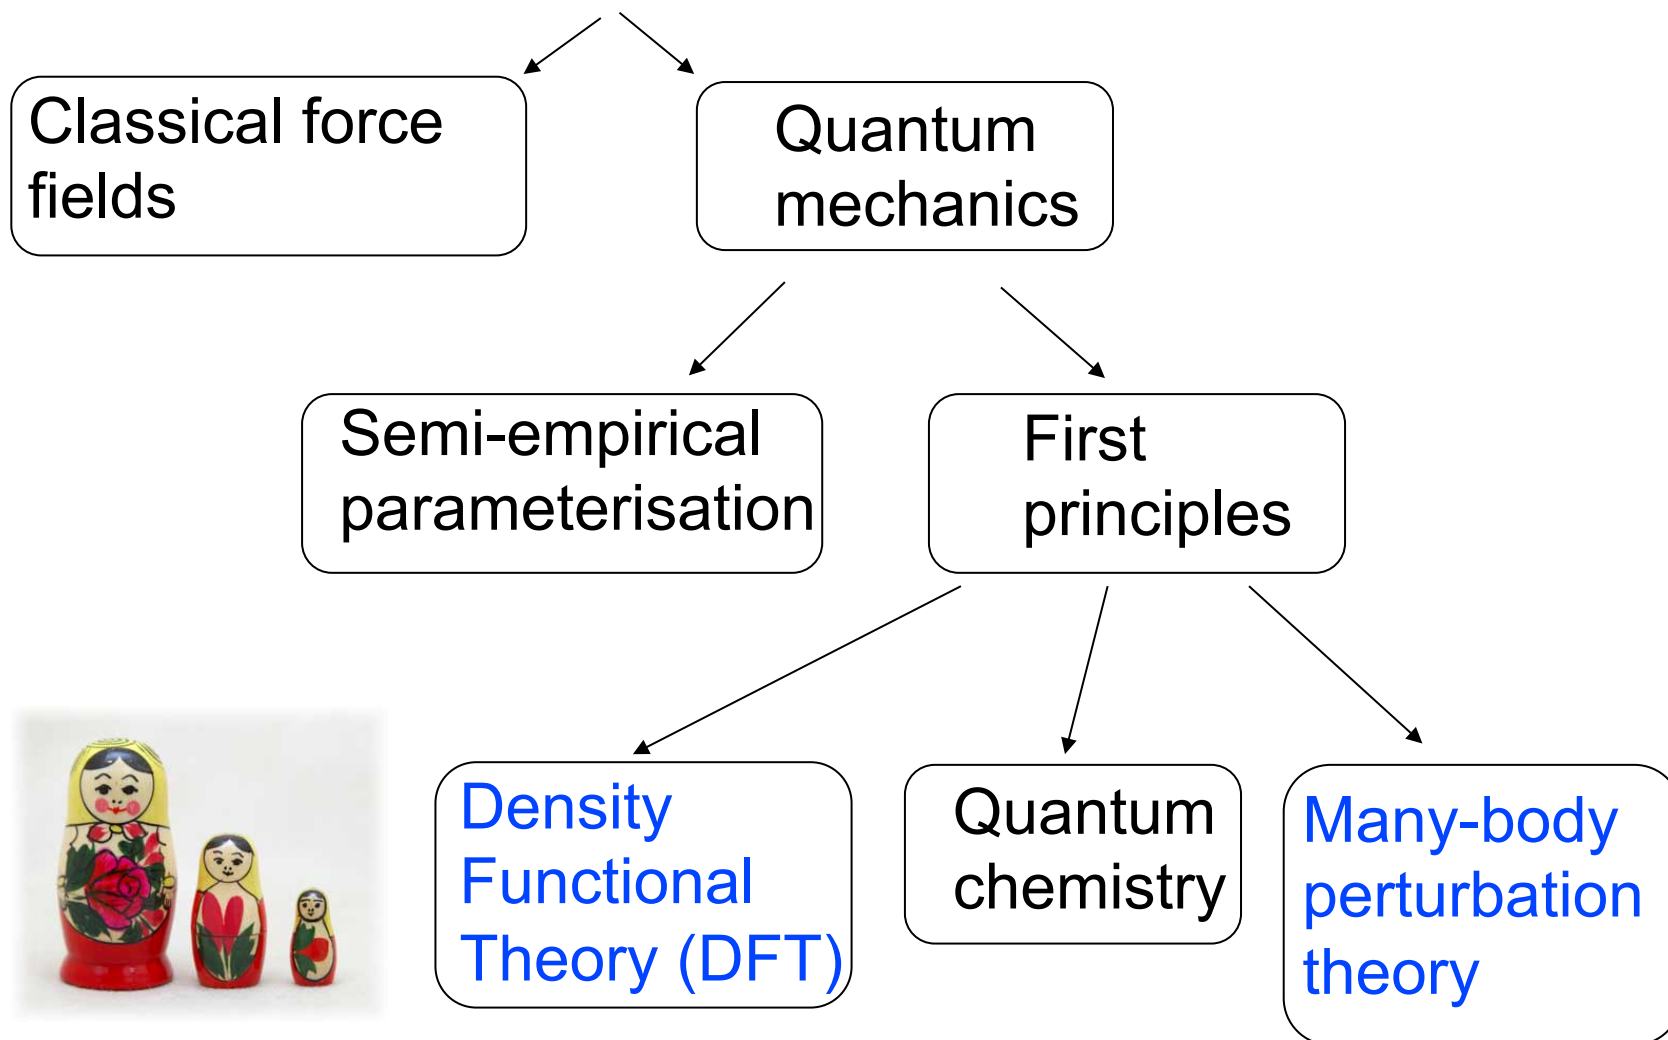 Classical force
fields
Quantum
mechanics
Semi-empirical
parameterisation
First
principles
Density
Functional
Theory (DFT)
Quantum
chemistry
Many-body
perturbation
theory